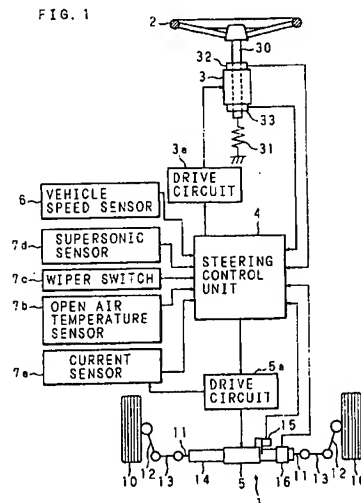 FIG. 1
2
30
32
3
33
3a
31
DRIVE
CIRCUIT
6
VEHICLE
SPEED SENSOR
4
7d
SUPERSONIC
SENSOR
STEERING
CONTROL
UNIT
7c
WIPER SWITCH
7b
OPEN AIR
TEMPERATURE
SENSOR
7a
CURRENT
SENSOR
5a
DRIVE
CIRCUIT
15
10
12
13
11
14
5
16
11
13
12
10
1